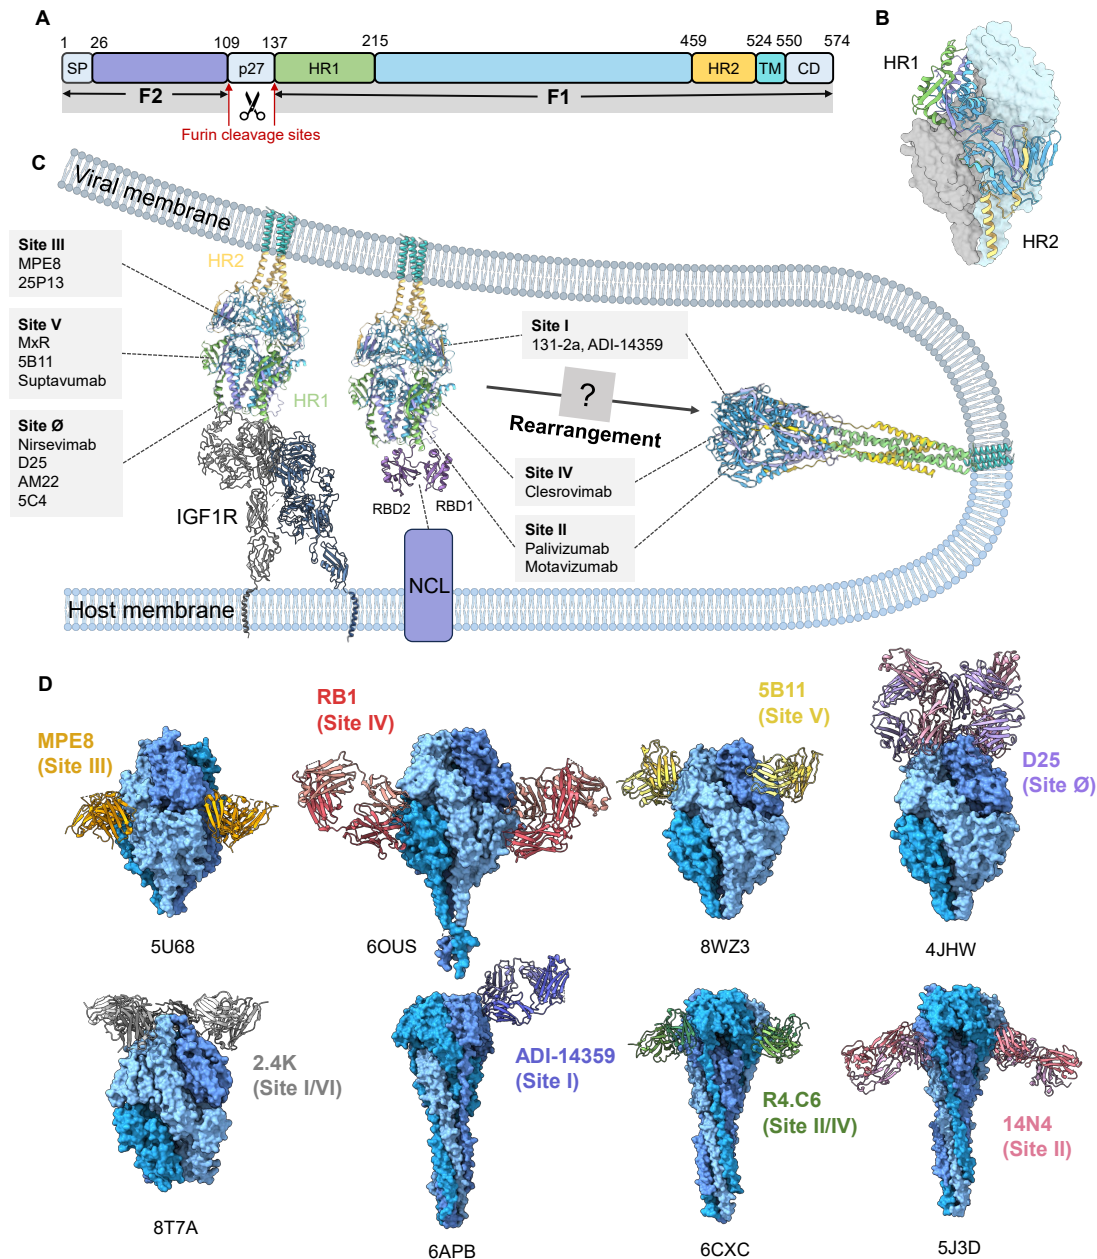 A
1 26 109 137 215 459 524 550 574
SP p27 HR1 HR2 TM CD
F2 F1
Furin cleavage sites
B
HR1
HR2
C
Viral membrane
HR2
Site III
MPE8
25P13
Site V
MxR
5B11
Suptavumab
Site Ø
Nirsevimab
D25
AM22
5C4
HR1
IGF1R
RBD2 RBD1
NCL
Host membrane
Site I
131-2a, ADI-14359
?
Rearrangement
Site IV
Clesrovimab
Site II
Palivizumab
Motavizumab
D
MPE8
(Site III)
5U68
RB1
(Site IV)
6OUS
5B11
(Site V)
8WZ3
D25
(Site Ø)
4JHW
2.4K
(Site I/VI)
8T7A
ADI-14359
(Site I)
6APB
R4.C6
(Site II/IV)
6CXC
14N4
(Site II)
5J3D